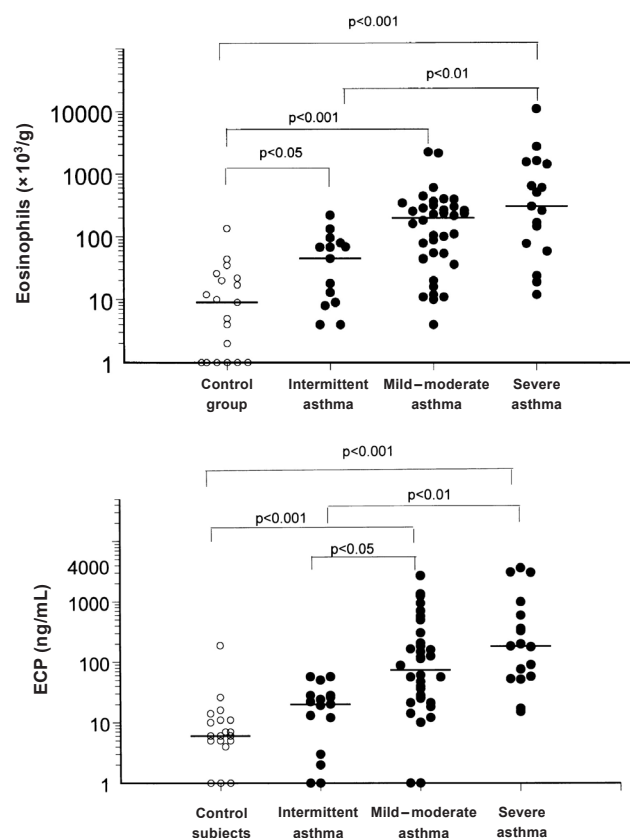 p<0.001
p<0.01
p<0.001
p<0.05
Eosinophils (× 10³/g)
10000
1000
100
10
1
Control group
Intermittent asthma
Mild–moderate asthma
Severe asthma
p<0.001
p<0.01
p<0.001
p<0.05
ECP (ng/mL)
4000
1000
100
10
1
Control subjects
Intermittent asthma
Mild–moderate asthma
Severe asthma